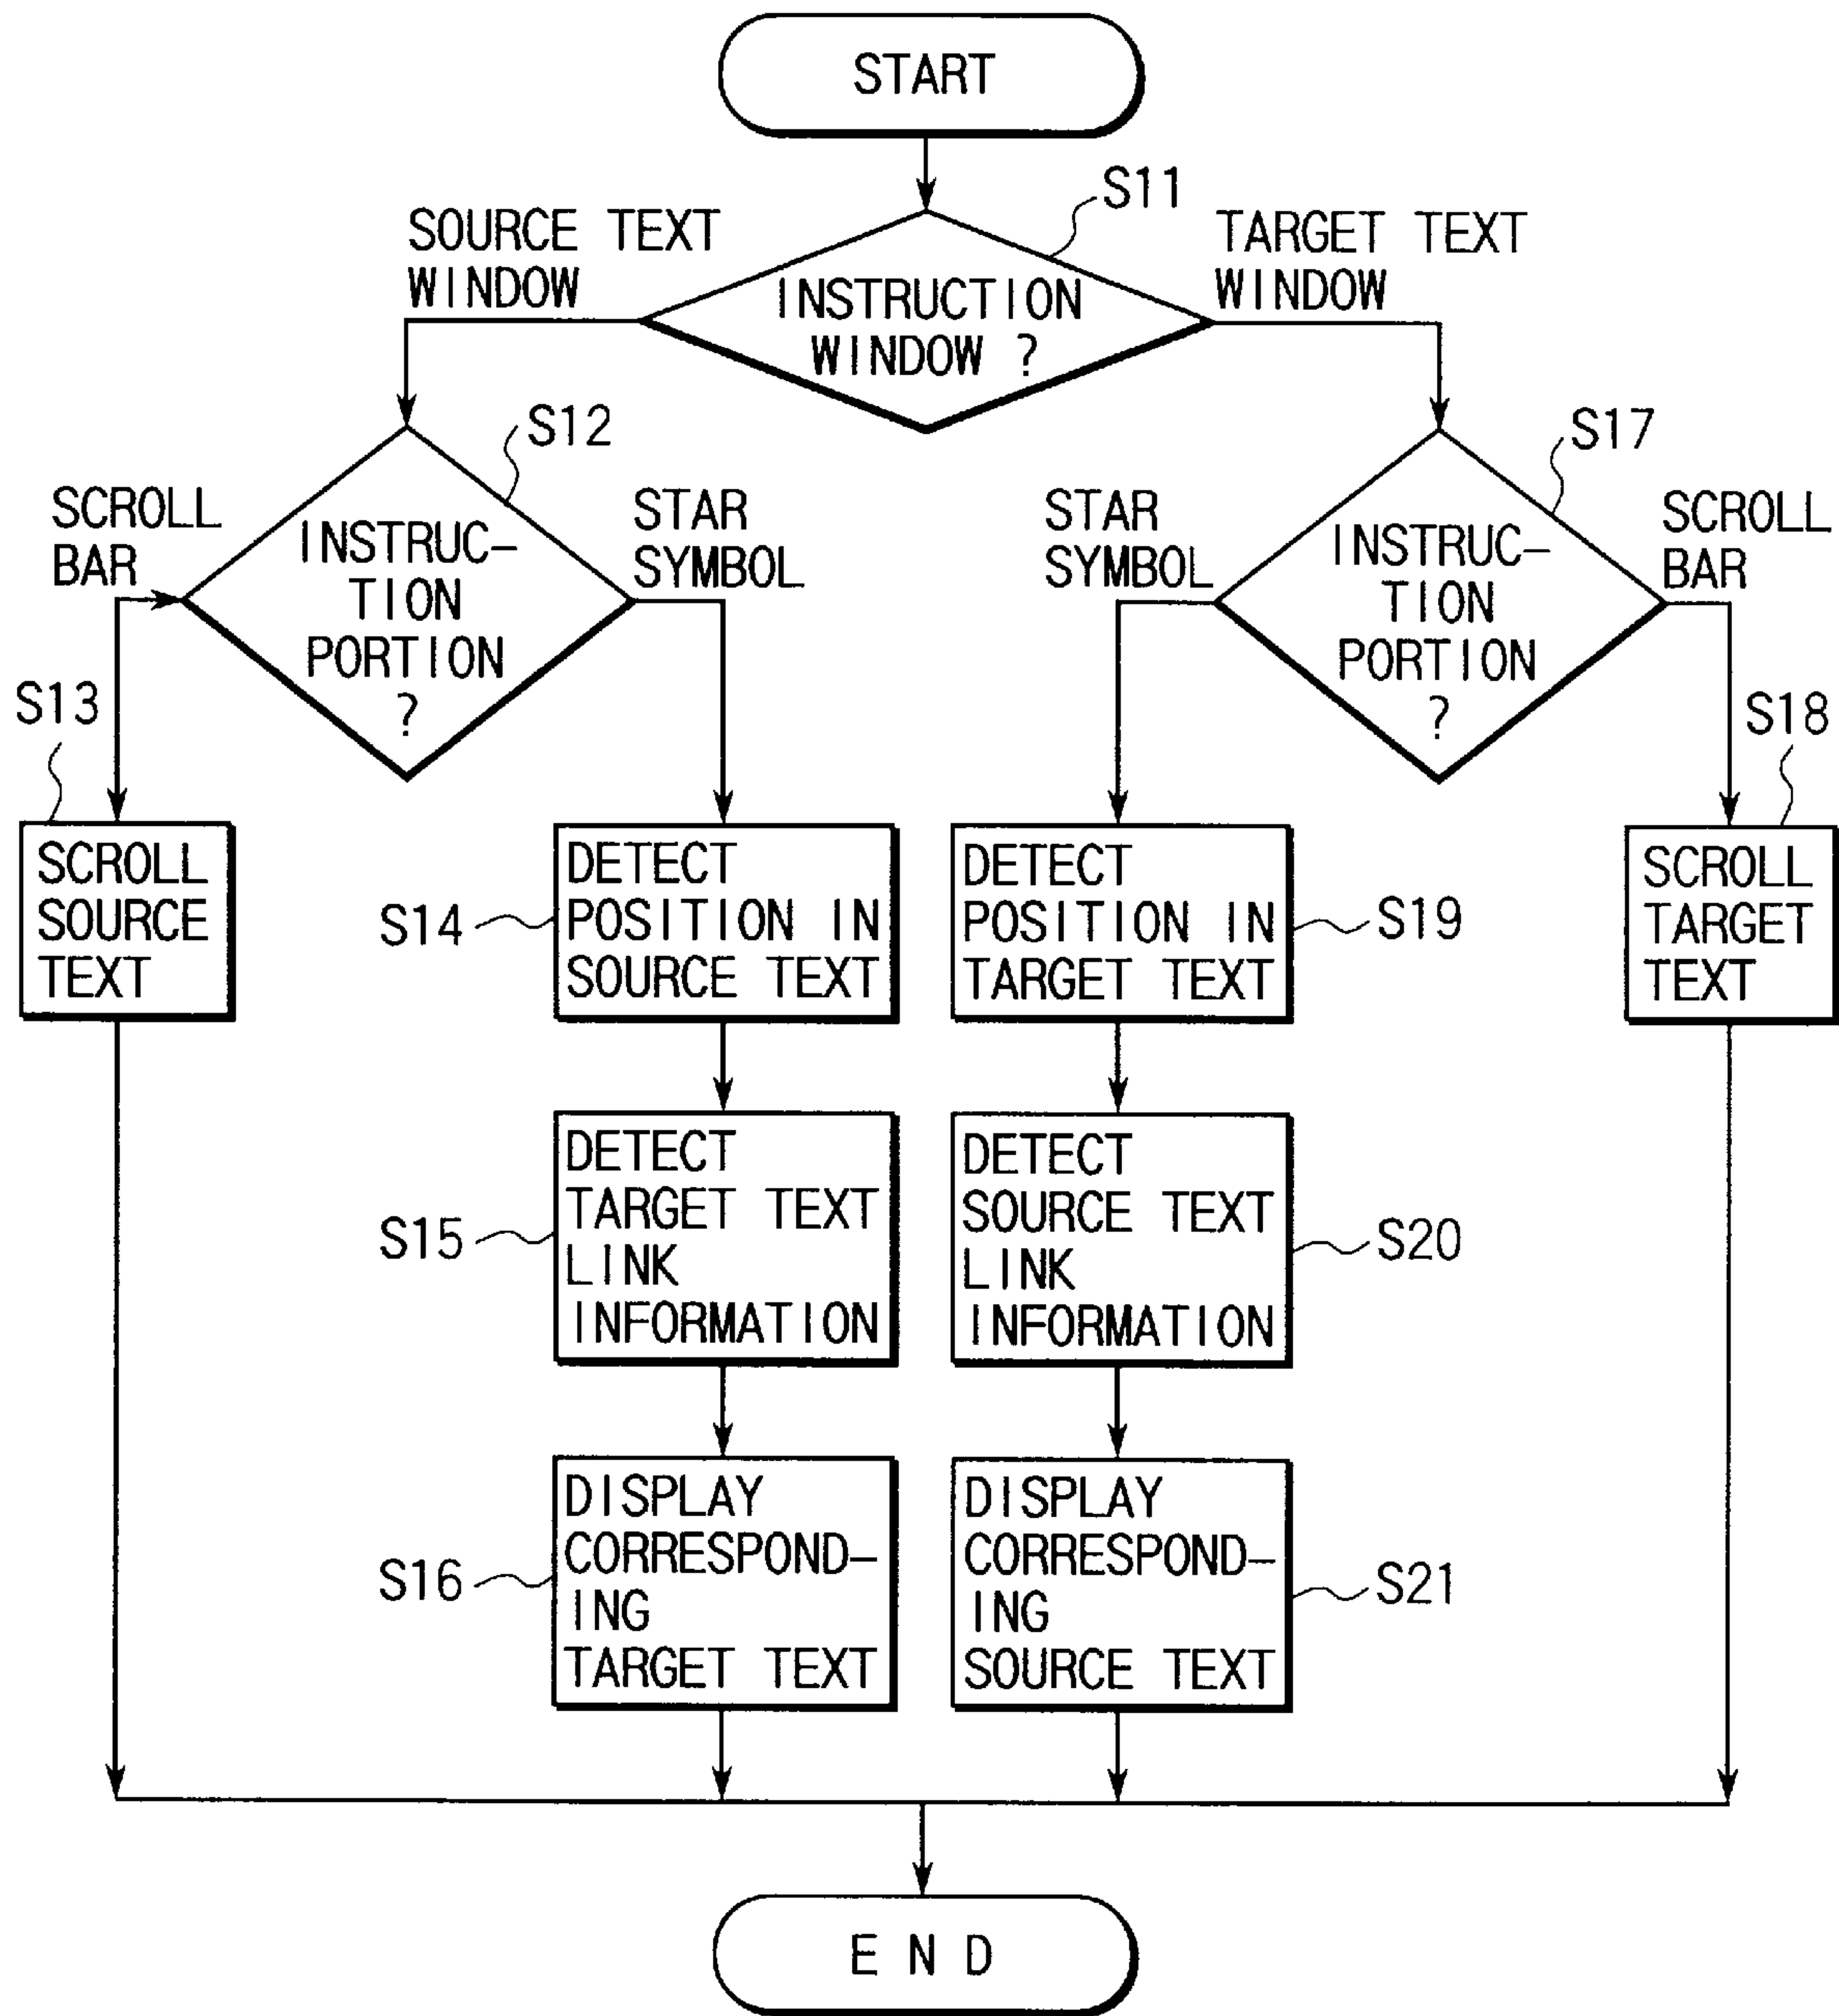 START
S11
SOURCE TEXT
WINDOW
TARGET TEXT
WINDOW
INSTRUCTION
WINDOW ?
S12
S17
SCROLL
BAR
INSTRUC-
TION
PORTION
?
STAR
SYMBOL
STAR
SYMBOL
INSTRUC-
TION
PORTION
?
SCROLL
BAR
S13
S18
SCROLL
SOURCE
TEXT
S14
DETECT
POSITION IN
SOURCE TEXT
DETECT
POSITION IN
TARGET TEXT
S19
SCROLL
TARGET
TEXT
S15
DETECT
TARGET TEXT
LINK
INFORMATION
DETECT
SOURCE TEXT
LINK
INFORMATION
S20
S16
DISPLAY
CORRESPOND-
ING
TARGET TEXT
DISPLAY
CORRESPOND-
ING
SOURCE TEXT
S21
END